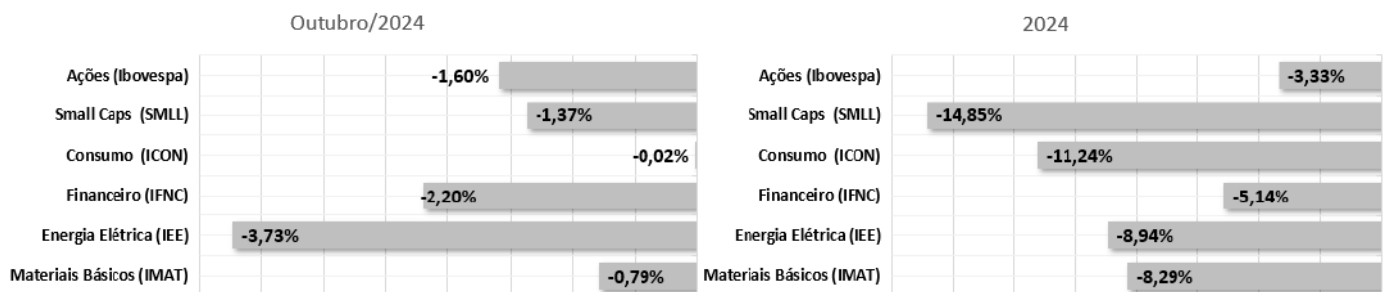 Outubro/2024
Ações (Ibovespa) -1,60%
Small Caps (SMLL) -1,37%
Consumo (ICON) -0,02%
Financeiro (IFNC) -2,20%
Energia Elétrica (IEE) -3,73%
Materiais Básicos (IMAT) -0,79%
2024
Ações (Ibovespa) -3,33%
Small Caps (SMLL) -14,85%
Consumo (ICON) -11,24%
Financeiro (IFNC) -5,14%
Energia Elétrica (IEE) -8,94%
Materiais Básicos (IMAT) -8,29%